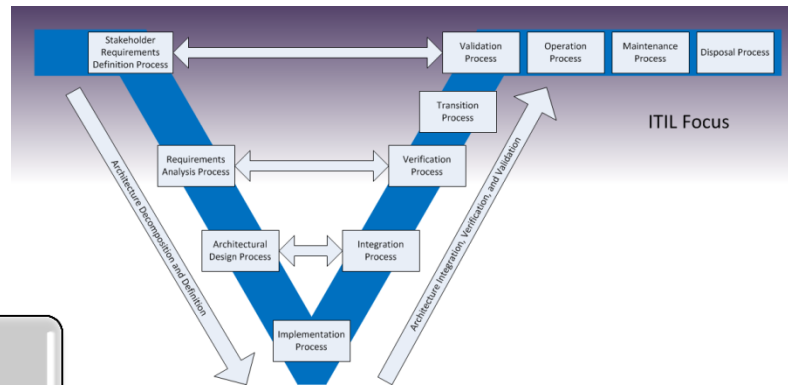 Stakeholder
Requirements
Definition Process
Validation
Process
Operation
Process
Maintenance
Process
Disposal Process
Transition
Process
ITIL Focus
Requirements
Analysis Process
Verification
Process
Architectural
Design Process
Integration
Process
Implementation
Process
Architecture Decomposition and Definition
Architecture Integration, Verification, and Validation